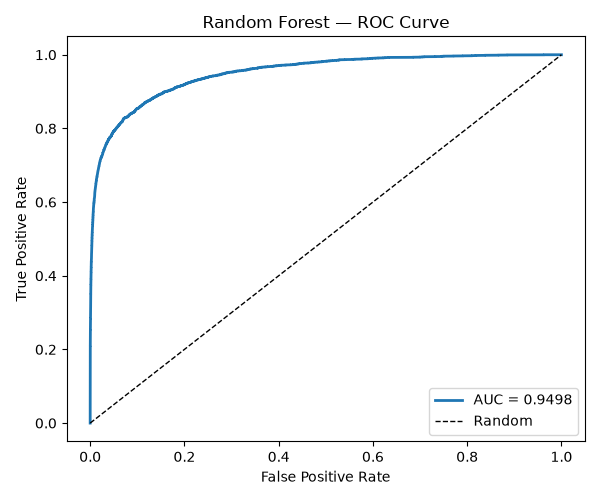 Random Forest — ROC Curve
True Positive Rate
1.0
0.8
0.6
0.4
0.2
0.0
0.0 0.2 0.4 0.6 0.8 1.0
False Positive Rate
AUC = 0.9498
Random